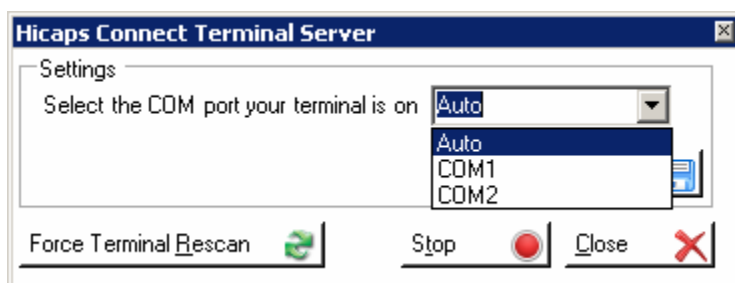 Hicaps Connect Terminal Server
Settings
Select the COM port your terminal is on Auto
Auto
COM1
COM2
Force Terminal Rescan Stop Close